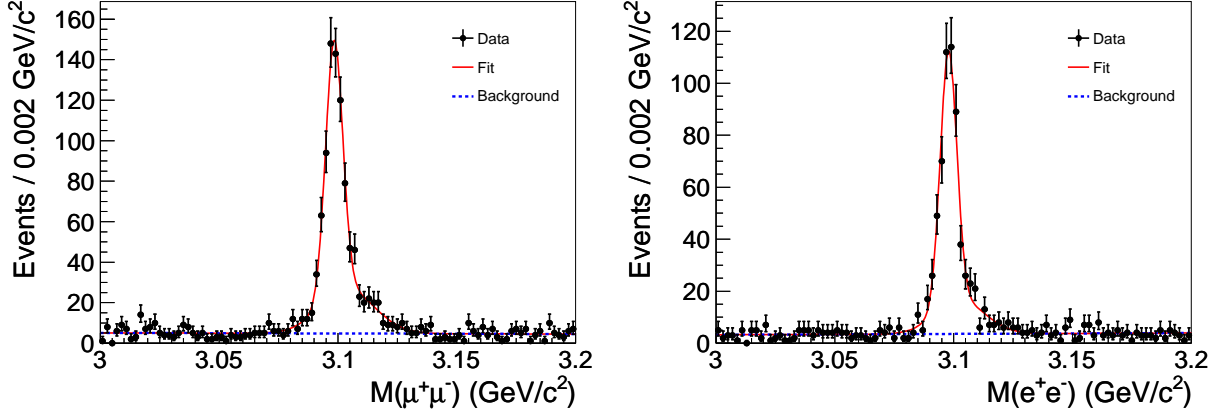 Events / 0.002 GeV/c²
160
140
120
100
80
60
40
20
0
Data
Fit
Background
3
3.05
3.1
3.15
3.2
M(μ⁺μ⁻) (GeV/c²)
Events / 0.002 GeV/c²
120
100
80
60
40
20
0
Data
Fit
Background
3
3.05
3.1
3.15
3.2
M(e⁺e⁻) (GeV/c²)